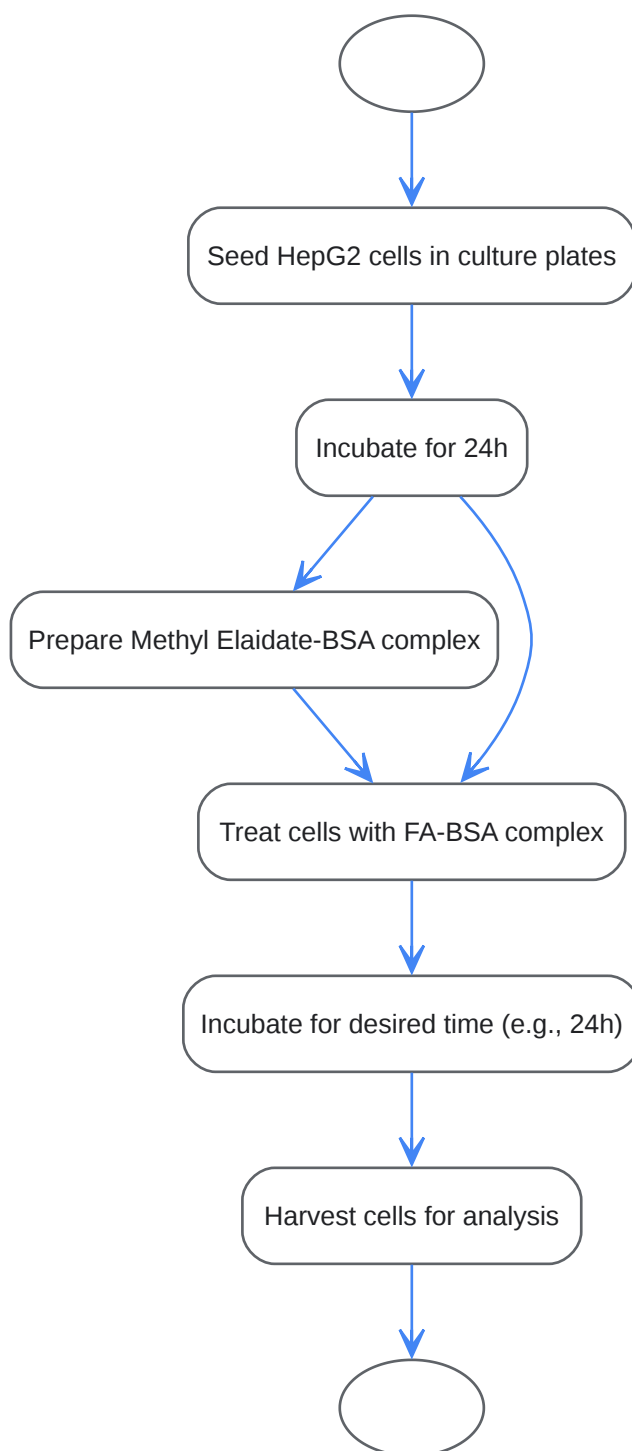 Seed HepG2 cells in culture plates
Incubate for 24h
Prepare Methyl Elaidate-BSA complex
Treat cells with FA-BSA complex
Incubate for desired time (e.g., 24h)
Harvest cells for analysis